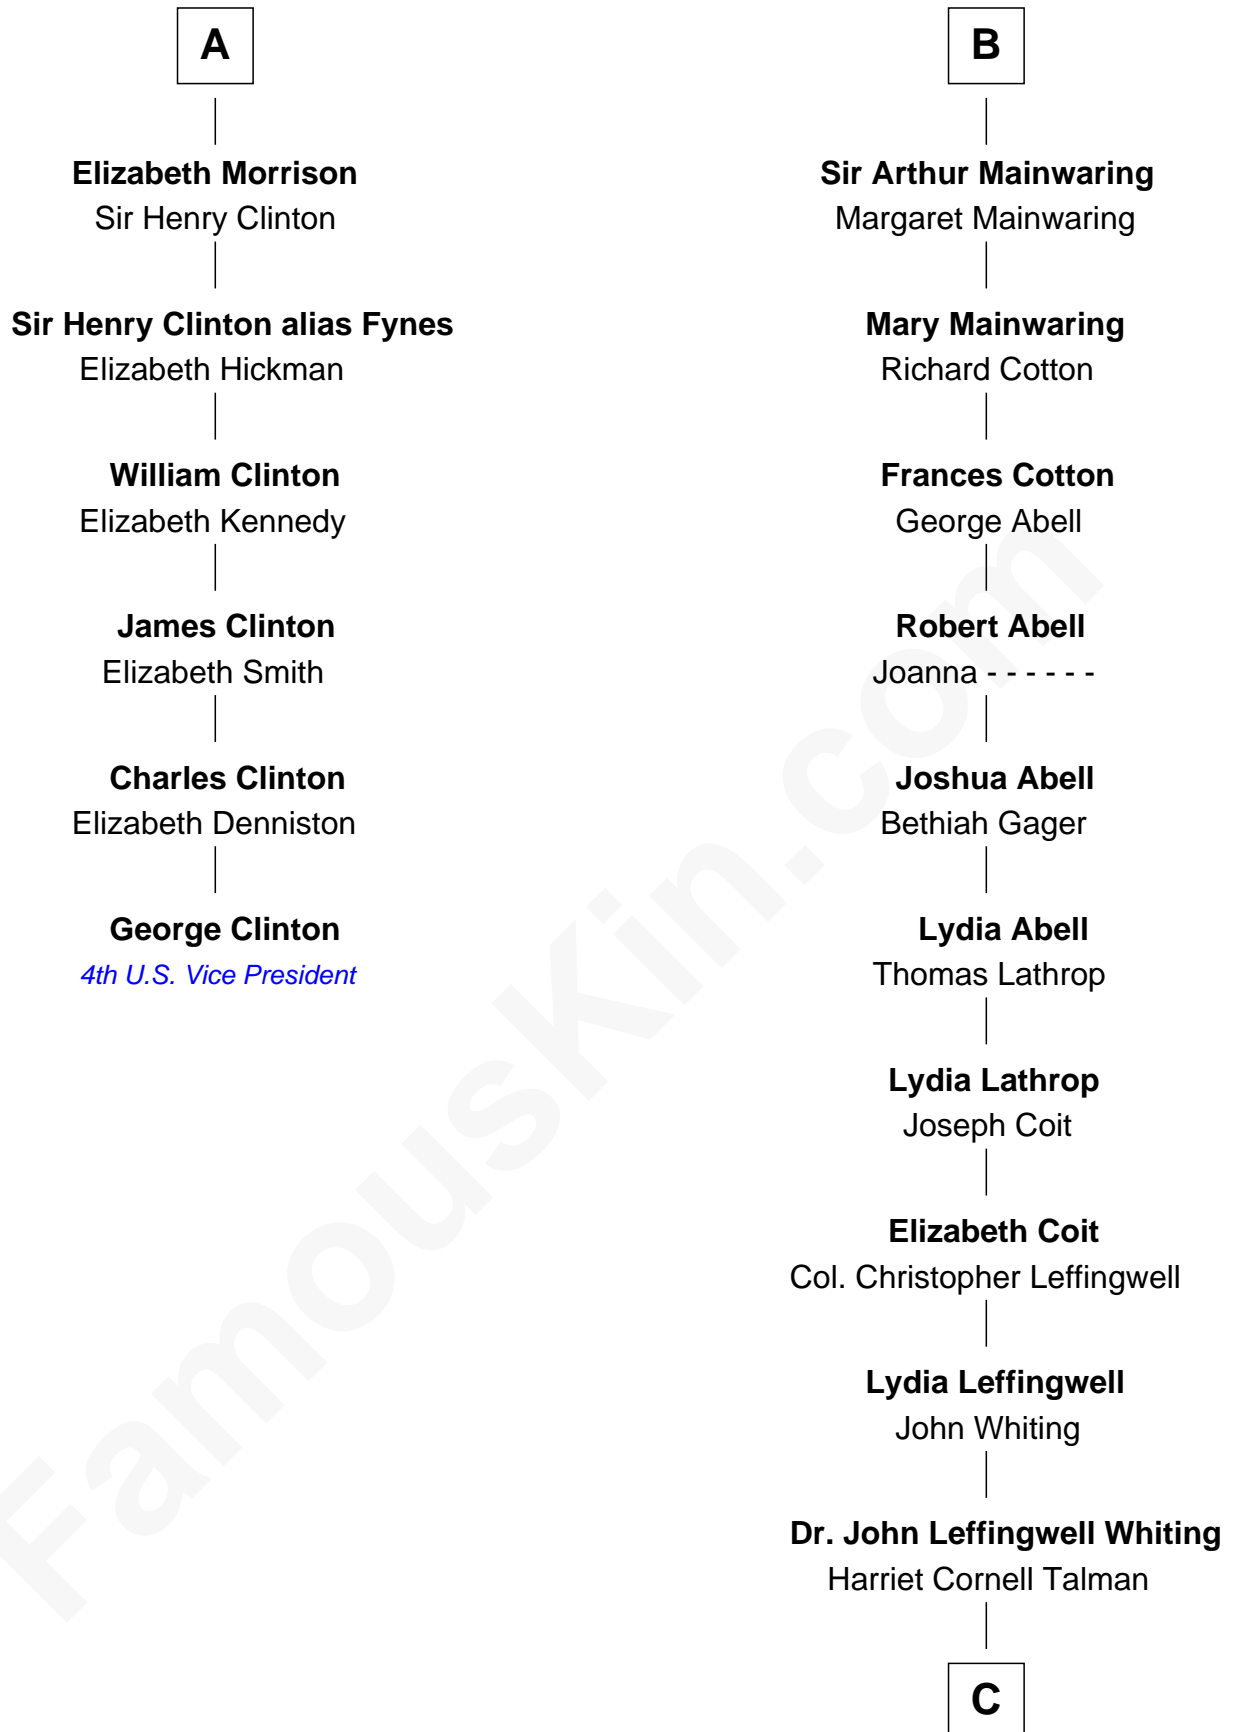 A
Elizabeth Morrison
Sir Henry Clinton
Sir Henry Clinton alias Fynes
Elizabeth Hickman
William Clinton
Elizabeth Kennedy
James Clinton
Elizabeth Smith
Charles Clinton
Elizabeth Denniston
George Clinton
4th U.S. Vice President
B
Sir Arthur Mainwaring
Margaret Mainwaring
Mary Mainwaring
Richard Cotton
Frances Cotton
George Abell
Robert Abell
Joanna - - - - - -
Joshua Abell
Bethiah Gager
Lydia Abell
Thomas Lathrop
Lydia Lathrop
Joseph Coit
Elizabeth Coit
Col. Christopher Leffingwell
Lydia Leffingwell
John Whiting
Dr. John Leffingwell Whiting
Harriet Cornell Talman
C
FamousKin.com